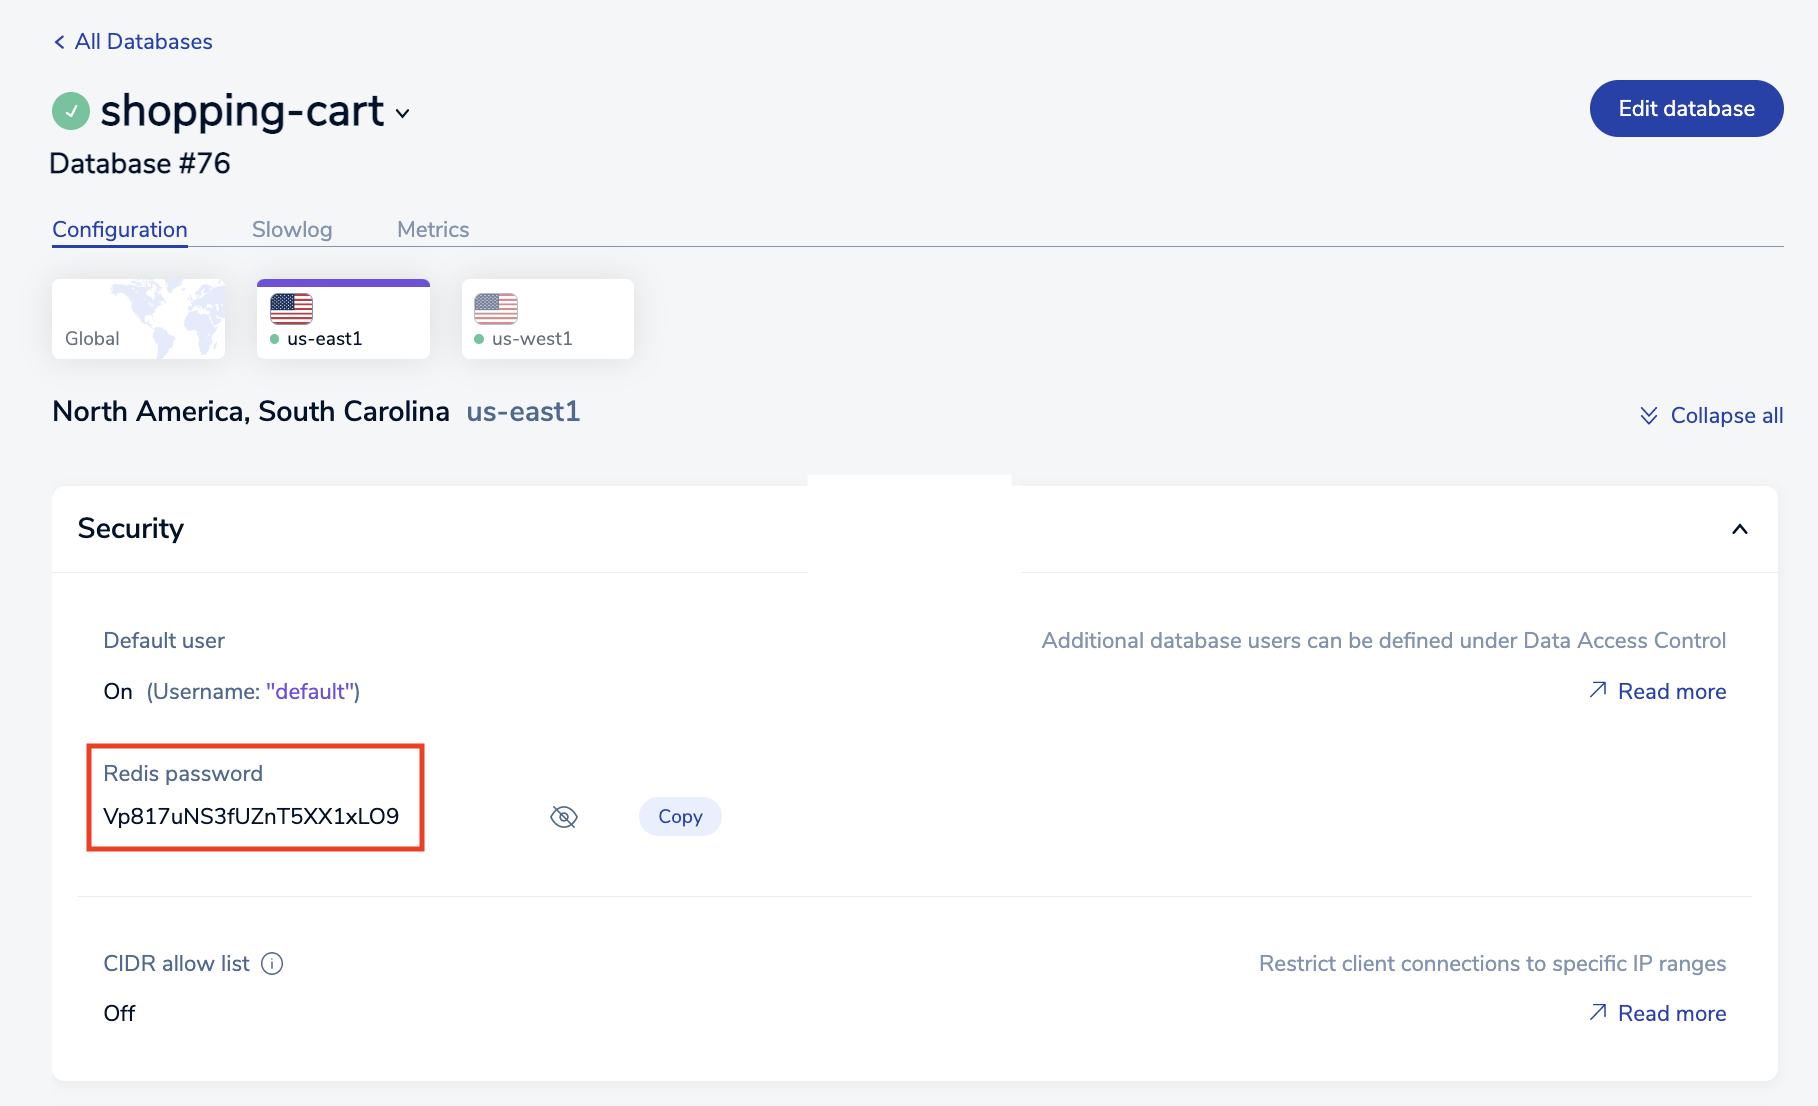 All Databases
shopping-cart
Edit database
Database #76
Configuration Slowlog Metrics
Global us-east1 us-west1
North America, South Carolina us-east1
Collapse all
Security
Default user
Additional database users can be defined under Data Access Control
On (Username: "default")
Read more
Redis password
Vp817uNS3fUZnT5XX1xLO9
Copy
CIDR allow list
Restrict client connections to specific IP ranges
Off
Read more